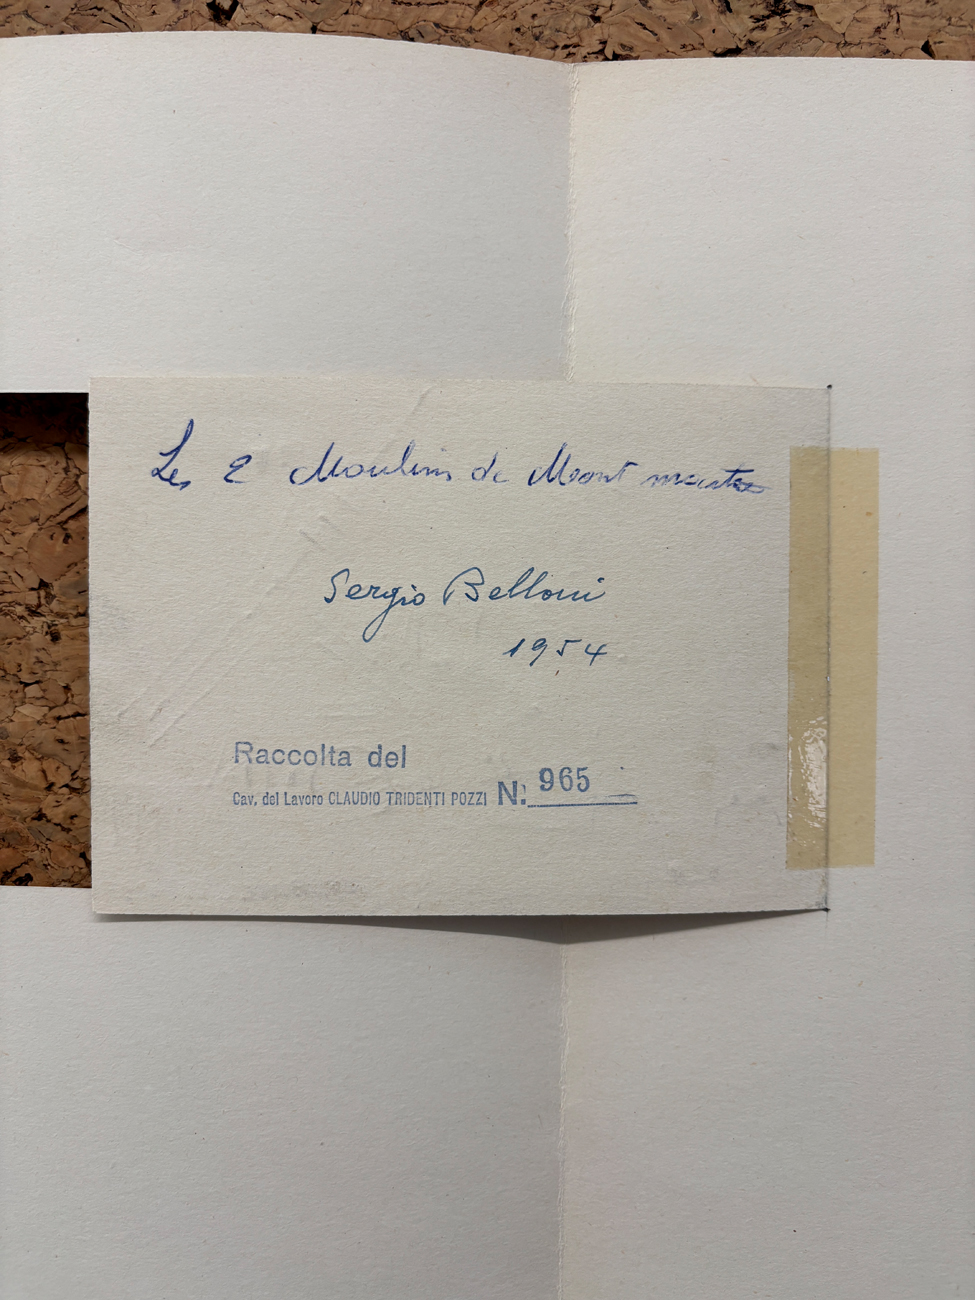 Les 2 Moulins de Montmartre
Sergio Belloni
1954
Raccolta del
Cav. del Lavoro CLAUDIO TRIDENTI POZZI N. 965